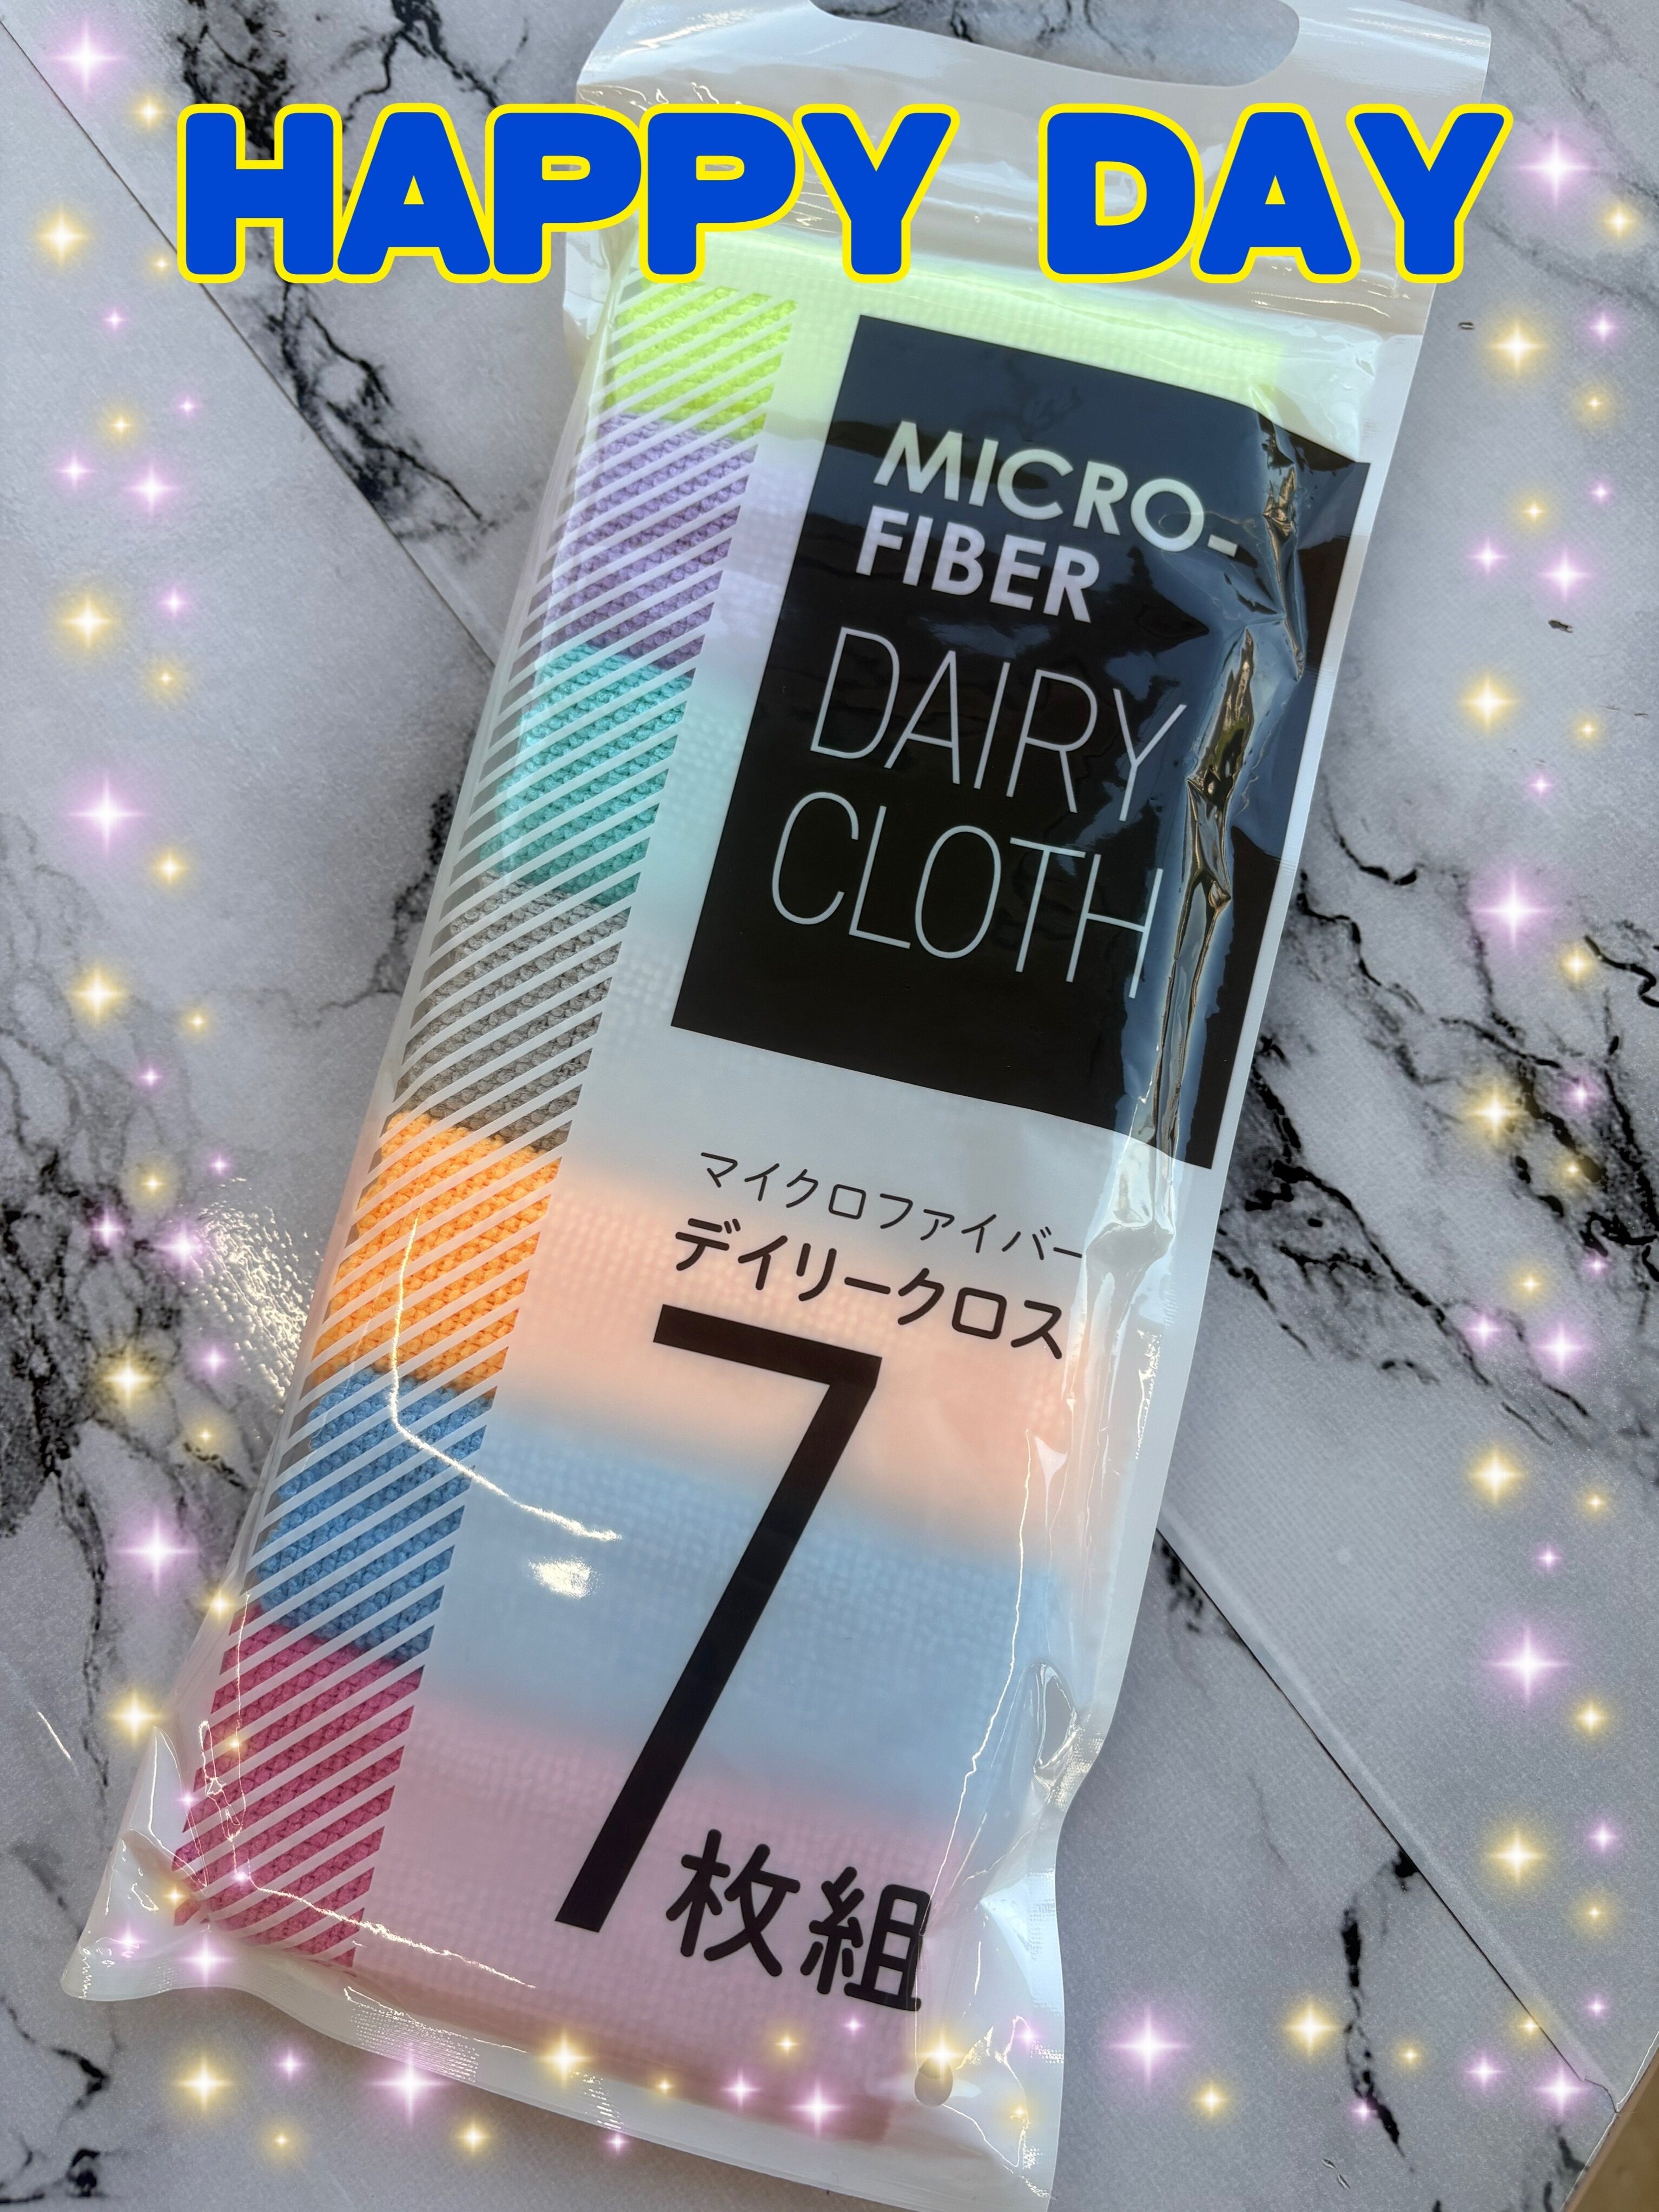 HAPPY DAY
MICRO-
FIBER
DAIRY
CLOTH
マイクロファイバー
デイリークロス
7枚組